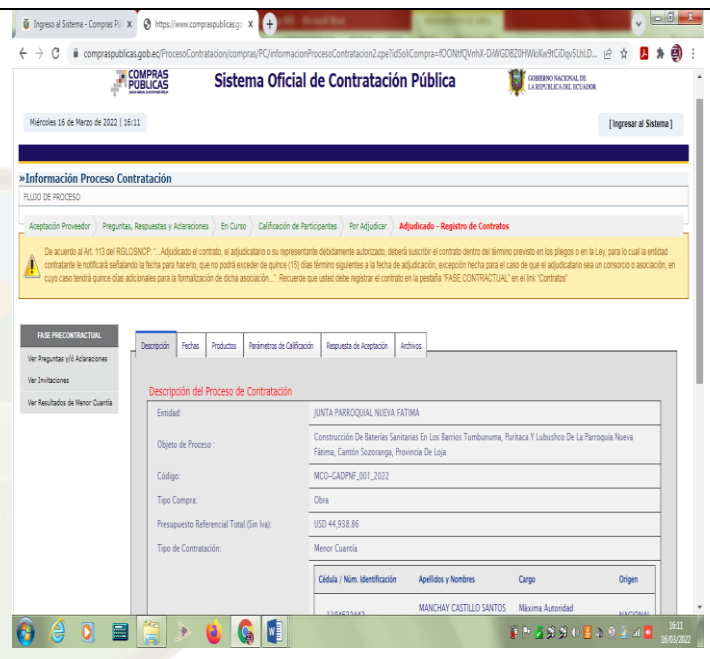 Ingreso al Sistema - Compras Pú
https://www.compraspublicas.go
compraspublicas.gob.ec/ProcesoContratacion/compras/PC/informacionProcesoContratacion2.cpe?idSoliCompra=
COMPRAS
PÚBLICAS
Sistema Oficial de Contratación Pública
GOBIERNO NACIONAL DE
LA REPÚBLICA DEL ECUADOR
Miércoles 16 de Marzo de 2022 | 16:11
[ Ingresar al Sistema ]
»Información Proceso Contratación
FLUJO DE PROCESO
Aceptación Proveedor
Preguntas, Respuestas y Aclaraciones
En Curso
Calificación de Participantes
Por Adjudicar
Adjudicado - Registro de Contratos
De acuerdo al Art. 113 del RGLOSNCP: "... Adjudicado el contrato, el adjudicatario o su representante debidamente autorizado, deberá suscribir el contrato dentro del término previsto en los pliegos o en la Ley, para lo cual la entidad
contratante le notificará señalando la fecha para hacerlo, que no podrá exceder de quince (15) días término siguientes a la fecha de adjudicación, excepción hecha para el caso de que el adjudicatario sea un consorcio o asociación, en
cuyo caso tendrá quince días adicionales para la formalización de dicha asociación...". Recuerde que usted debe registrar el contrato en la pestaña "FASE CONTRACTUAL" en el link "Contratos"
FASE PRECONTRACTUAL
Ver Preguntas y/ó Aclaraciones
Ver Invitaciones
Ver Resultados de Menor Cuantía
Descripción
Fechas
Productos
Parámetros de Calificación
Respuesta de Aceptación
Archivos
Descripción del Proceso de Contratación
Entidad:
JUNTA PARROQUIAL NUEVA FATIMA
Objeto de Proceso :
Construcción De Baterías Sanitarias En Los Barrios Tumbunuma, Puritaca Y Lubushco De La Parroquia Nueva
Fátima, Cantón Sozoranga, Provincia De Loja
Código:
MCO-GADPNF_001_2022
Tipo Compra:
Obra
Presupuesto Referencial Total (Sin Iva):
USD 44,938.86
Tipo de Contratación:
Menor Cuantía
Cédula / Núm. Identificación
Apellidos y Nombres
Cargo
Origen
MANCHAY CASTILLO SANTOS
Máxima Autoridad
NACIONAL
16:11
16/03/2022